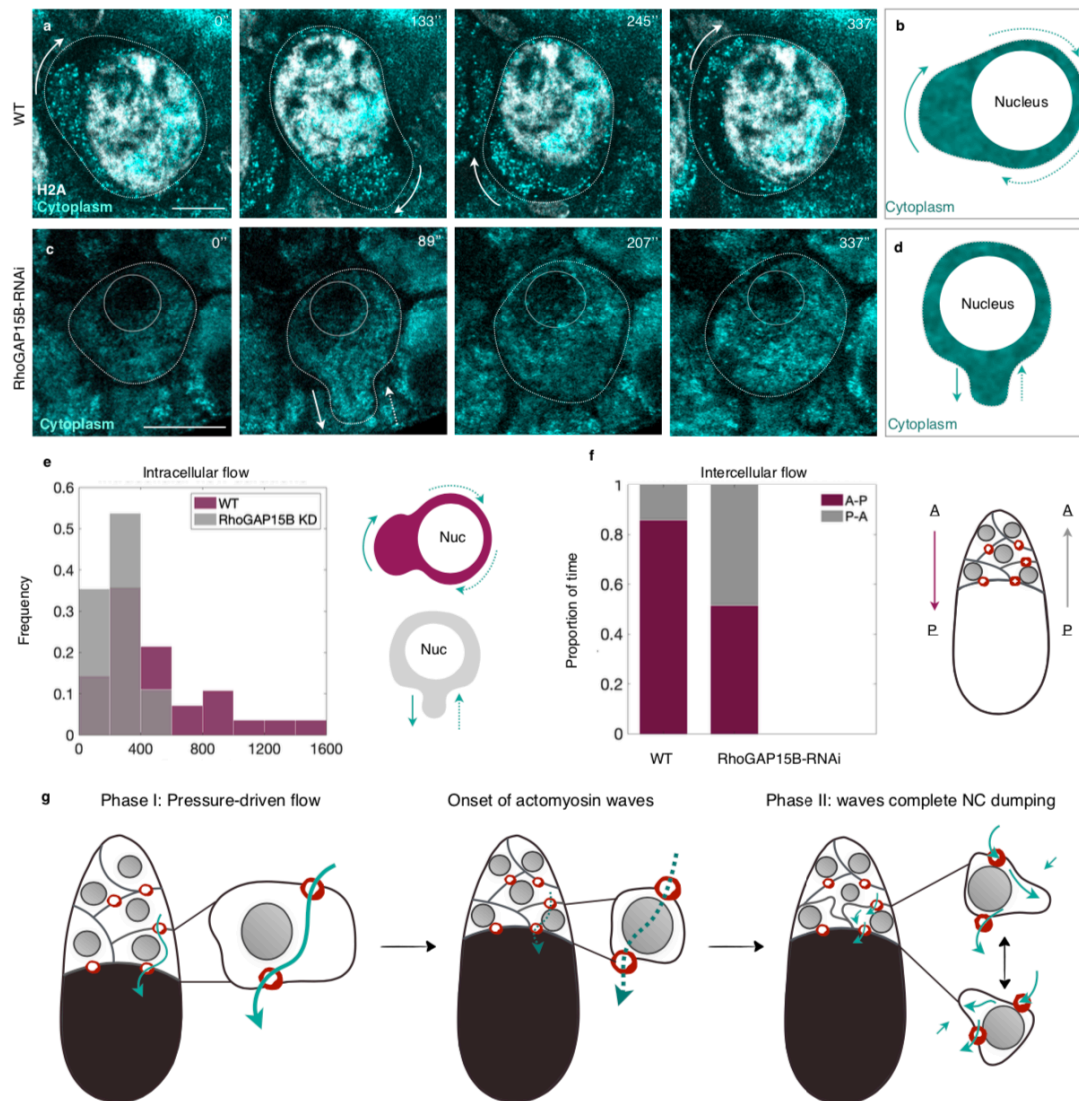 a
0''
133''
245''
337''
b
WT
H2A
Cytoplasm
Nucleus
Cytoplasm
c
0''
89''
207''
337''
d
RhoGAP15B-RNAi
Cytoplasm
Nucleus
Cytoplasm
e
Intracellular flow
0.6
0.5
0.4
0.3
0.2
0.1
0
Frequency
WT
RhoGAP15B KD
0 400 800 1200 1600
Nuc
Nuc
f
Intercellular flow
1
0.8
0.6
0.4
0.2
0
Proportion of time
A-P
P-A
WT RhoGAP15B-RNAi
A A
P P
g
Phase I: Pressure-driven flow
Onset of actomyosin waves
Phase II: waves complete NC dumping